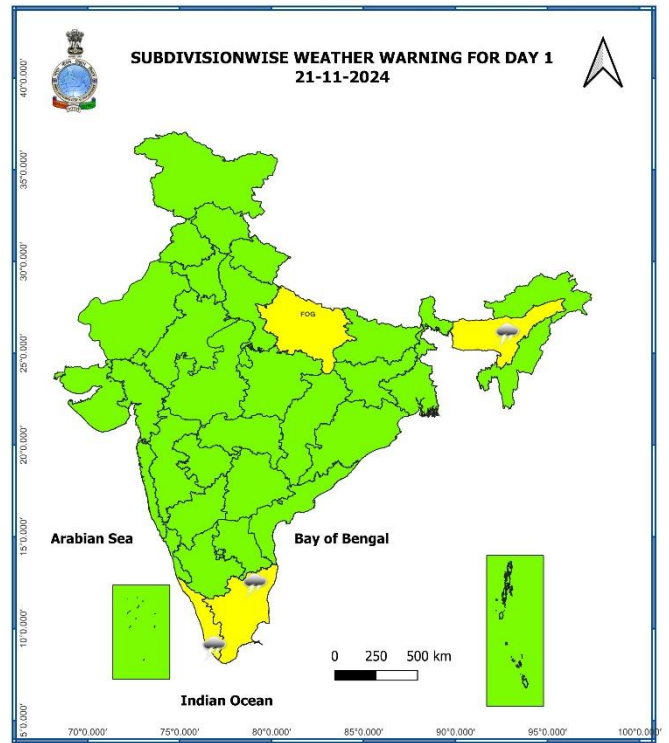 SUBDIVISIONWISE WEATHER WARNING FOR DAY 1
21-11-2024
40°0.000'
35°0.000'
30°0.000'
25°0.000'
20°0.000'
15°0.000'
10°0.000'
5°0.000'
FOG
Arabian Sea
Bay of Bengal
0 250 500 km
Indian Ocean
70°0.000' 75°0.000' 80°0.000' 85°0.000' 90°0.000' 95°0.000' 100°0.000'